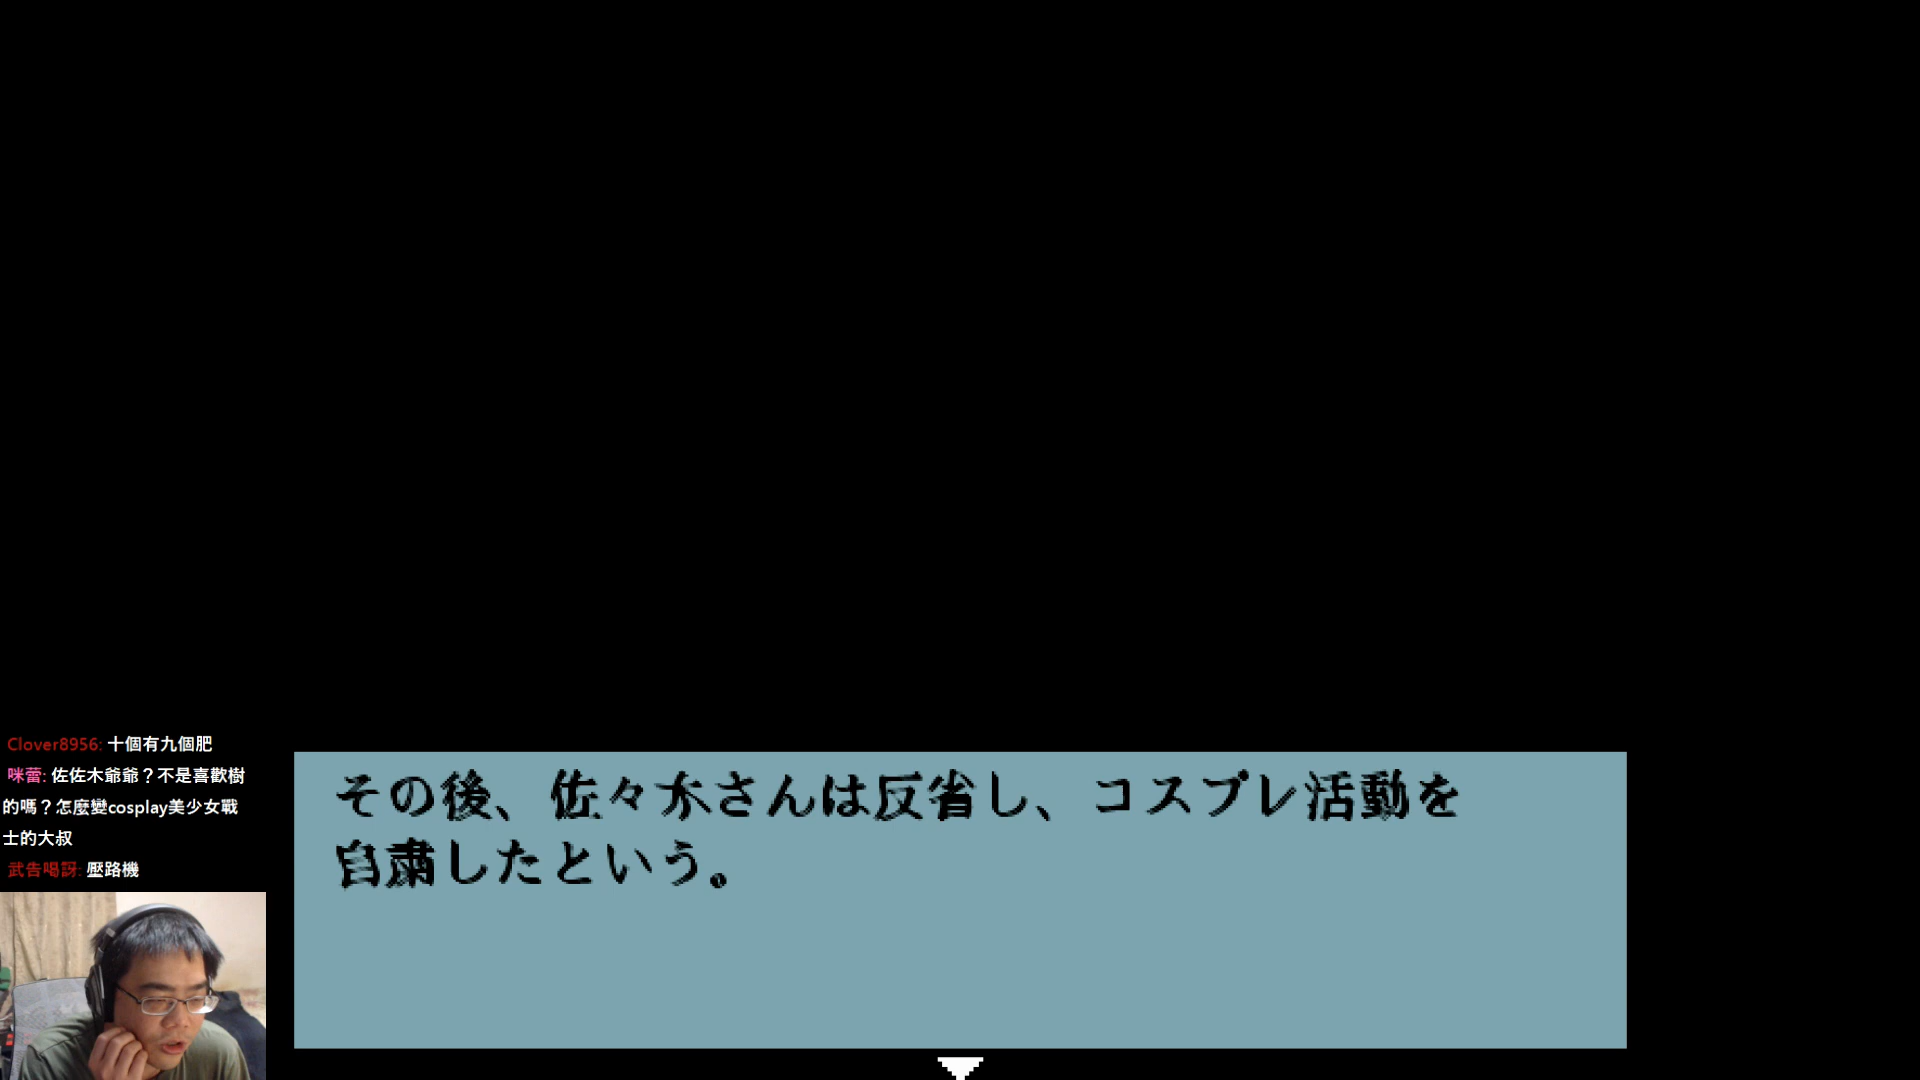 Clover8956: 十個有九個肥
咪蕾: 佐佐木爺爺？不是喜歡樹
的嗎？怎麼變cosplay美少女戰
士的大叔
武告喝訝: 壓路機
その後、佐々木さんは反省し、コスプレ活動を
自粛したという。